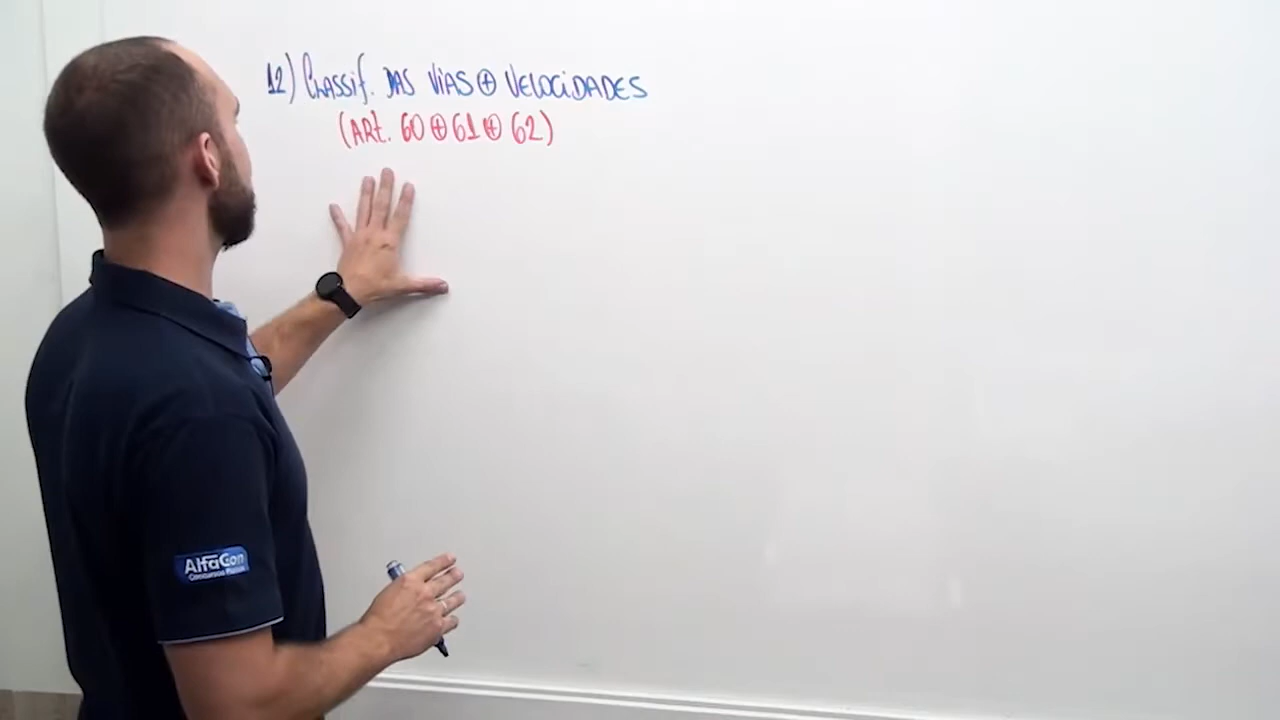 12) Classif. DAS ViAS ⊕ VELOCiDADES
(ARt. 60 ⊕ 61 ⊕ 62)
AlfaCon
Concursos Públicos